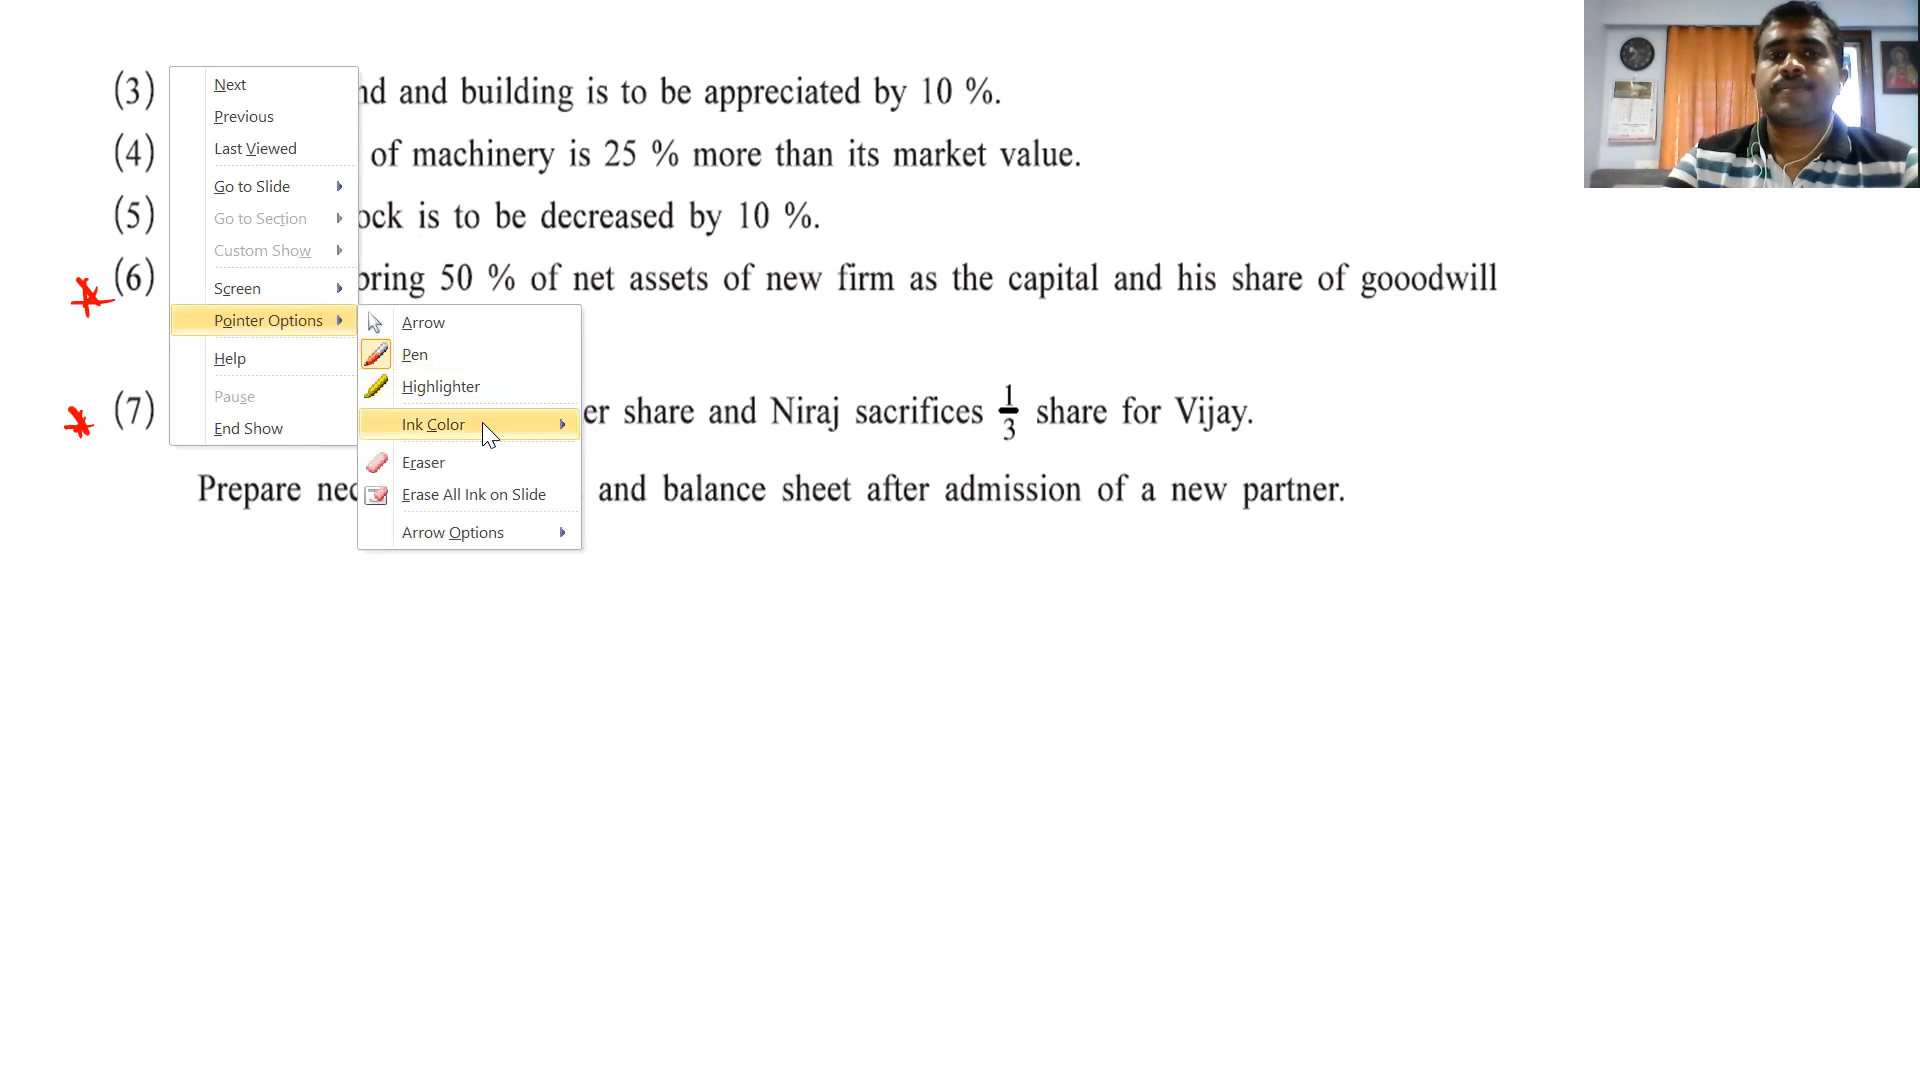 (3) nd and building is to be appreciated by 10 %.
(4) of machinery is 25 % more than its market value.
(5) ock is to be decreased by 10 %.
(6) bring 50 % of net assets of new firm as the capital and his share of gooodwill
(7) er share and Niraj sacrifices 1/3 share for Vijay.
Prepare nec and balance sheet after admission of a new partner.
Next
Previous
Last Viewed
Go to Slide
Go to Section
Custom Show
Screen
Pointer Options
Help
Pause
End Show
Arrow
Pen
Highlighter
Ink Color
Eraser
Erase All Ink on Slide
Arrow Options